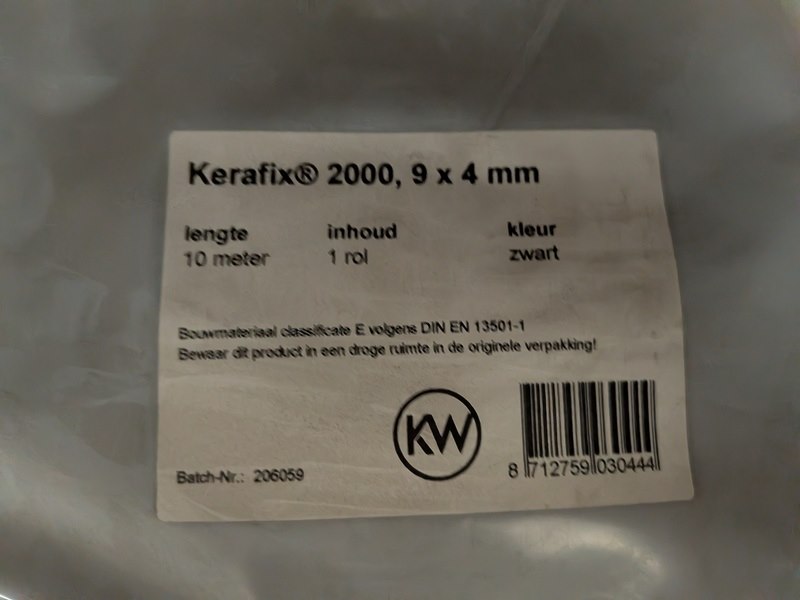 Kerafix® 2000, 9 x 4 mm
lengte inhoud kleur
10 meter 1 rol zwart
Bouwmateriaal classificate E volgens DIN EN 13501-1
Bewaar dit product in een droge ruimte in de originele verpakking!
KW
Batch-Nr.: 206059
8 712759 030444